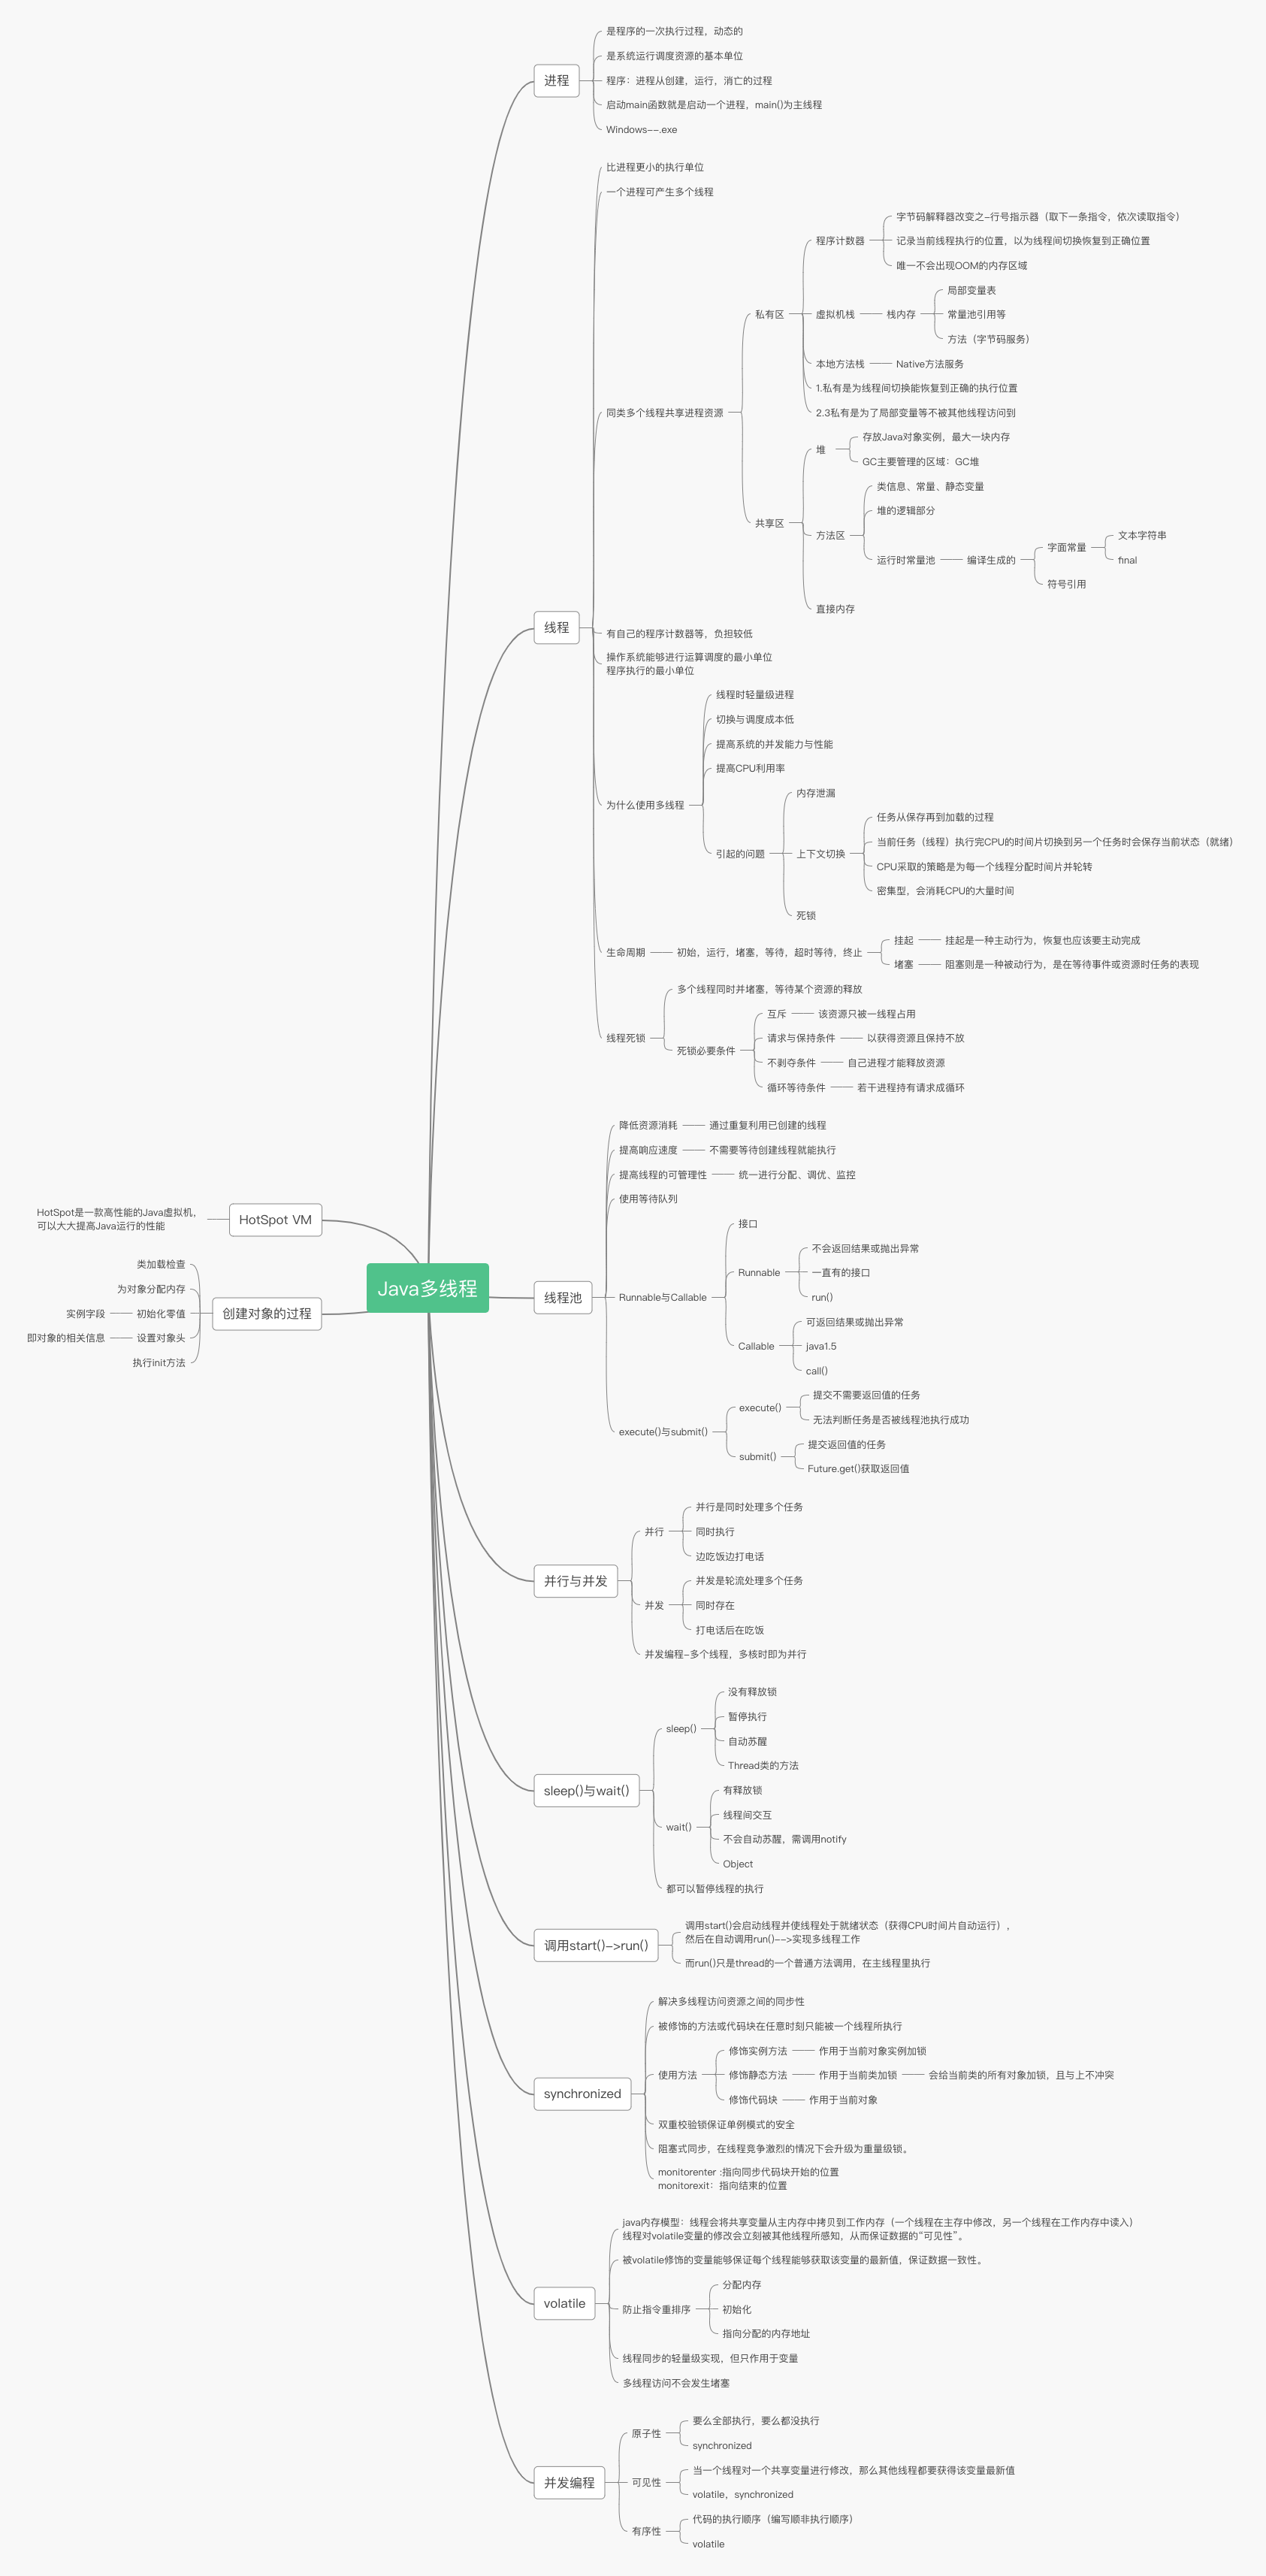 Java多线程
进程
是程序的一次执行过程，动态的
是系统运行调度资源的基本单位
程序：进程从创建，运行，消亡的过程
启动main函数就是启动一个进程，main()为主线程
Windows--.exe
线程
比进程更小的执行单位
一个进程可产生多个线程
同类多个线程共享进程资源
私有区
程序计数器
字节码解释器改变之-行号指示器（取下一条指令，依次读取指令）
记录当前线程执行的位置，以为线程间切换恢复到正确位置
唯一不会出现OOM的内存区域
虚拟机栈
栈内存
局部变量表
常量池引用等
方法（字节码服务）
本地方法栈
Native方法服务
1.私有是为线程间切换能恢复到正确的执行位置
2.3私有是为了局部变量等不被其他线程访问到
共享区
堆
存放Java对象实例，最大一块内存
GC主要管理的区域：GC堆
方法区
类信息、常量、静态变量
堆的逻辑部分
运行时常量池
编译生成的
字面常量
文本字符串
final
符号引用
直接内存
有自己的程序计数器等，负担较低
操作系统能够进行运算调度的最小单位
程序执行的最小单位
为什么使用多线程
线程时轻量级进程
切换与调度成本低
提高系统的并发能力与性能
提高CPU利用率
引起的问题
内存泄漏
上下文切换
任务从保存再到加载的过程
当前任务（线程）执行完CPU的时间片切换到另一个任务时会保存当前状态（就绪）
CPU采取的策略是为每一个线程分配时间片并轮转
密集型，会消耗CPU的大量时间
死锁
生命周期
初始，运行，堵塞，等待，超时等待，终止
挂起
挂起是一种主动行为，恢复也应该要主动完成
堵塞
阻塞则是一种被动行为，是在等待事件或资源时任务的表现
线程死锁
多个线程同时并堵塞，等待某个资源的释放
死锁必要条件
互斥
该资源只被一线程占用
请求与保持条件
以获得资源且保持不放
不剥夺条件
自己进程才能释放资源
循环等待条件
若干进程持有请求成循环
线程池
降低资源消耗
通过重复利用已创建的线程
提高响应速度
不需要等待创建线程就能执行
提高线程的可管理性
统一进行分配、调优、监控
使用等待队列
Runnable与Callable
接口
Runnable
不会返回结果或抛出异常
一直有的接口
run()
Callable
可返回结果或抛出异常
java1.5
call()
execute()与submit()
execute()
提交不需要返回值的任务
无法判断任务是否被线程池执行成功
submit()
提交返回值的任务
Future.get()获取返回值
并行与并发
并行
并行是同时处理多个任务
同时执行
边吃饭边打电话
并发
并发是轮流处理多个任务
同时存在
打电话后在吃饭
并发编程-多个线程，多核时即为并行
sleep()与wait()
sleep()
没有释放锁
暂停执行
自动苏醒
Thread类的方法
wait()
有释放锁
线程间交互
不会自动苏醒，需调用notify
Object
都可以暂停线程的执行
调用start()->run()
调用start()会启动线程并使线程处于就绪状态（获得CPU时间片自动运行），
然后在自动调用run()-->实现多线程工作
而run()只是thread的一个普通方法调用，在主线程里执行
synchronized
解决多线程访问资源之间的同步性
被修饰的方法或代码块在任意时刻只能被一个线程所执行
使用方法
修饰实例方法
作用于当前对象实例加锁
修饰静态方法
作用于当前类加锁
会给当前类的所有对象加锁，且与上不冲突
修饰代码块
作用于当前对象
双重校验锁保证单例模式的安全
阻塞式同步，在线程竞争激烈的情况下会升级为重量级锁。
monitorenter :指向同步代码块开始的位置
monitorexit：指向结束的位置
volatile
java内存模型：线程会将共享变量从主内存中拷贝到工作内存（一个线程在主存中修改，另一个线程在工作内存中读入）
线程对volatile变量的修改会立刻被其他线程所感知，从而保证数据的“可见性”。
被volatile修饰的变量能够保证每个线程能够获取该变量的最新值，保证数据一致性。
防止指令重排序
分配内存
初始化
指向分配的内存地址
线程同步的轻量级实现，但只作用于变量
多线程访问不会发生堵塞
并发编程
原子性
要么全部执行，要么都没执行
synchronized
可见性
当一个线程对一个共享变量进行修改，那么其他线程都要获得该变量最新值
volatile，synchronized
有序性
代码的执行顺序（编写顺非执行顺序）
volatile
HotSpot VM
HotSpot是一款高性能的Java虚拟机，
可以大大提高Java运行的性能
创建对象的过程
类加载检查
为对象分配内存
初始化零值
实例字段
设置对象头
即对象的相关信息
执行init方法